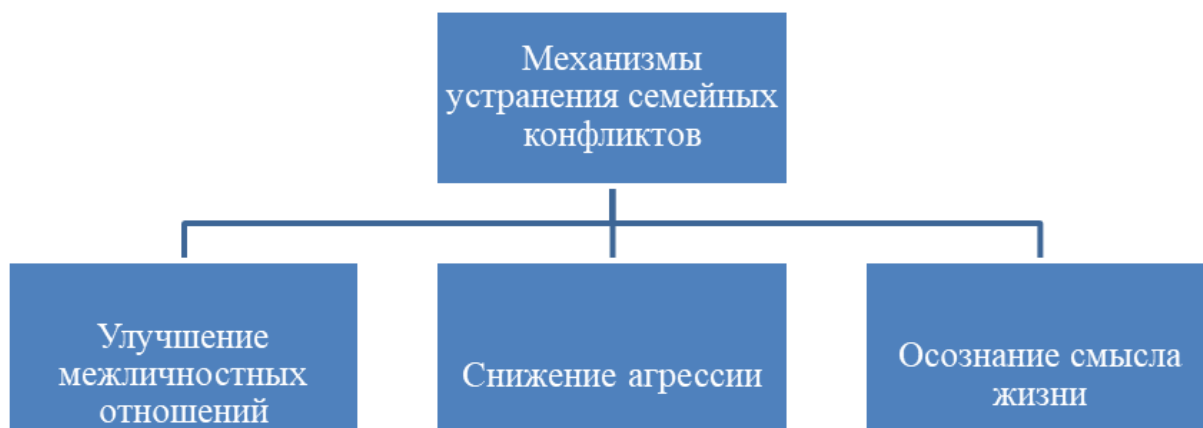 Механизмы
устранения семейных
конфликтов
Улучшение
межличностных
отношений
Снижение агрессии
Осознание смысла
жизни